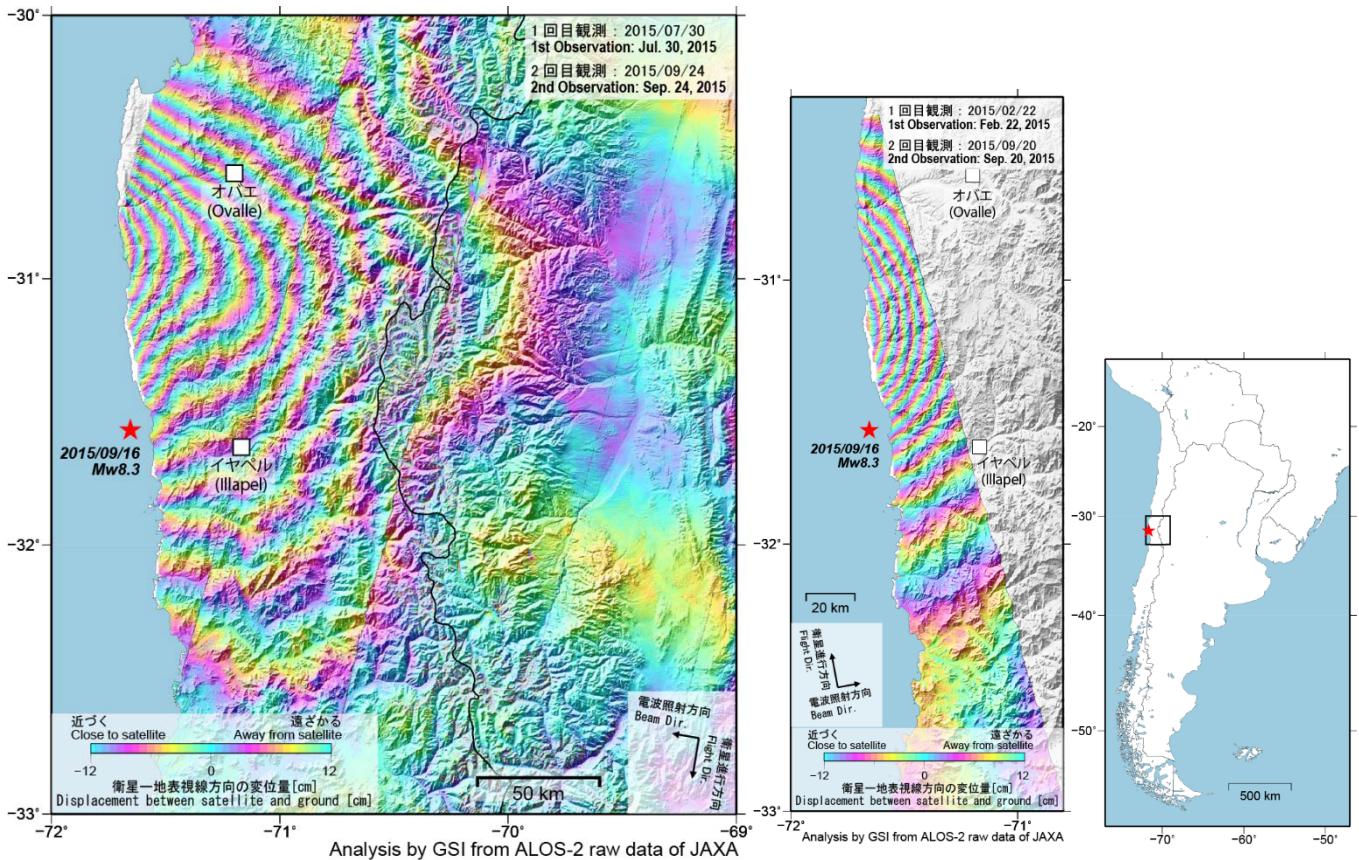 -30°
-31°
-32°
-33°
-72°
-71°
-70°
-69°
1 回目観測：2015/07/30
1st Observation: Jul. 30, 2015
2 回目観測：2015/09/24
2nd Observation: Sep. 24, 2015
オバエ
(Ovalle)
2015/09/16
Mw8.3
イヤペル
(Illapel)
近づく 遠ざかる
Close to satellite Away from satellite
-12 0 12
衛星－地表視線方向の変位量[cm]
Displacement between satellite and ground [cm]
電波照射方向
Beam Dir.
衛星進行方向
Flight Dir.
50 km
Analysis by GSI from ALOS-2 raw data of JAXA
1 回目観測：2015/02/22
1st Observation: Feb. 22, 2015
2 回目観測：2015/09/20
2nd Observation: Sep. 20, 2015
オバエ
(Ovalle)
-31°
2015/09/16
Mw8.3
イヤペル
(Illapel)
-32°
20 km
衛星進行方向
Flight Dir.
電波照射方向
Beam Dir.
近づく 遠ざかる
Close to satellite Away from satellite
-12 0 12
衛星－地表視線方向の変位量[cm]
Displacement between satellite and ground [cm]
-33°
-72°
-71°
Analysis by GSI from ALOS-2 raw data of JAXA
-20°
-30°
-40°
-50°
500 km
-70°
-60°
-50°